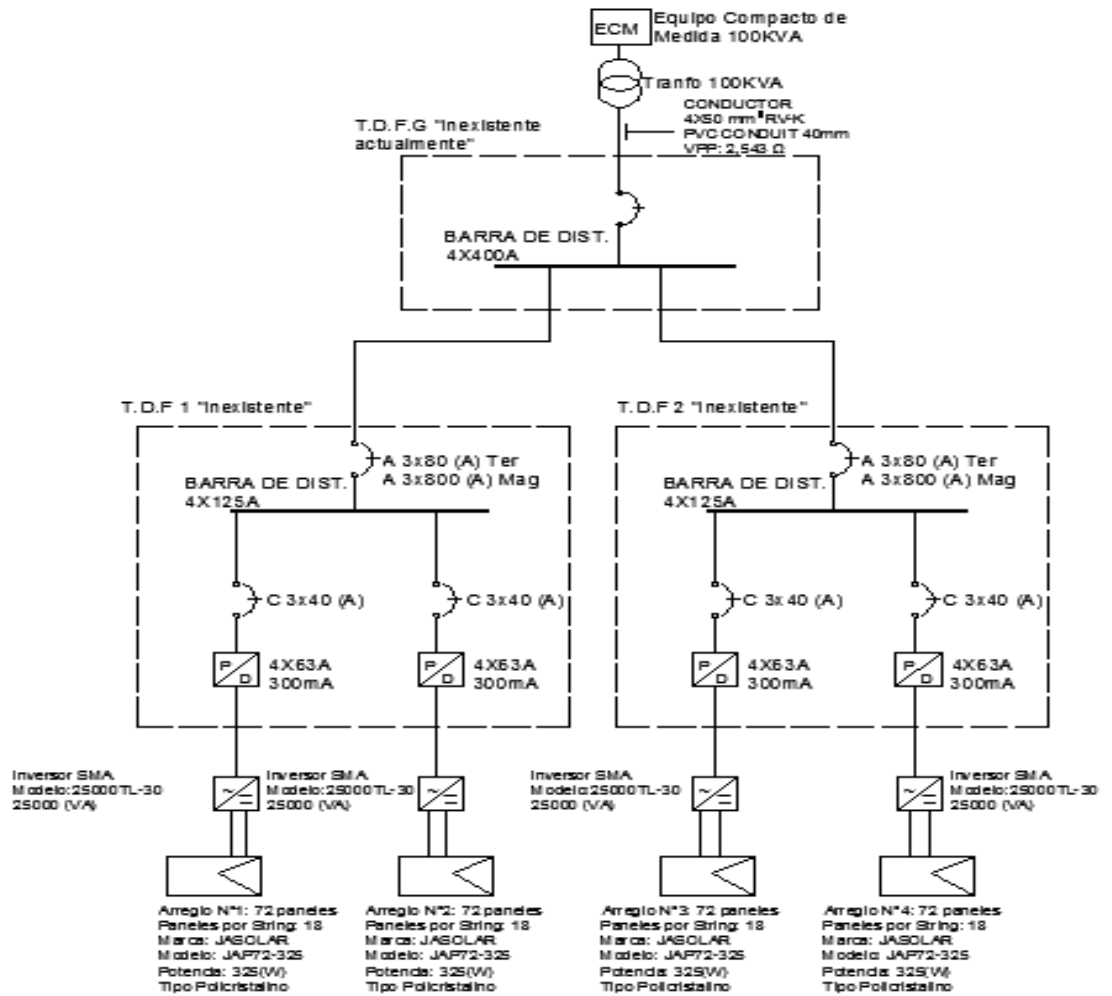 ECM
Equipo Compacto de
Medida 100KVA
Tranfo 100KVA
CONDUCTOR
4X50 mm² RV-K
PVC CONDUIT 40mm
VPP: 2,543 Ω
T.D.F.G "Inexistente
actualmente"
BARRA DE DIST.
4X400A
T.D.F 1 "Inexistente"
A 3x80 (A) Ter
A 3x800 (A) Mag
BARRA DE DIST.
4X125A
C 3x40 (A)
C 3x40 (A)
P/D
4X63A
300mA
P/D
4X63A
300mA
T.D.F 2 "Inexistente"
A 3x80 (A) Ter
A 3x800 (A) Mag
BARRA DE DIST.
4X125A
C 3x40 (A)
C 3x40 (A)
P/D
4X63A
300mA
P/D
4X63A
300mA
Inversor SMA
Modelo:25000TL-30
25000 (VA)
Inversor SMA
Modelo:25000TL-30
25000 (VA)
Inversor SMA
Modelo:25000TL-30
25000 (VA)
Inversor SMA
Modelo:25000TL-30
25000 (VA)
Arreglo N°1: 72 paneles
Paneles por String: 18
Marca: JASOLAR
Modelo: JAP72-325
Potencia: 325(W)
Tipo Policristalino
Arreglo N°2: 72 paneles
Paneles por String: 18
Marca: JASOLAR
Modelo: JAP72-325
Potencia: 325(W)
Tipo Policristalino
Arreglo N°3: 72 paneles
Paneles por String: 18
Marca: JASOLAR
Modelo: JAP72-325
Potencia: 325(W)
Tipo Policristalino
Arreglo N°4: 72 paneles
Paneles por String: 18
Marca: JASOLAR
Modelo: JAP72-325
Potencia: 325(W)
Tipo Policristalino